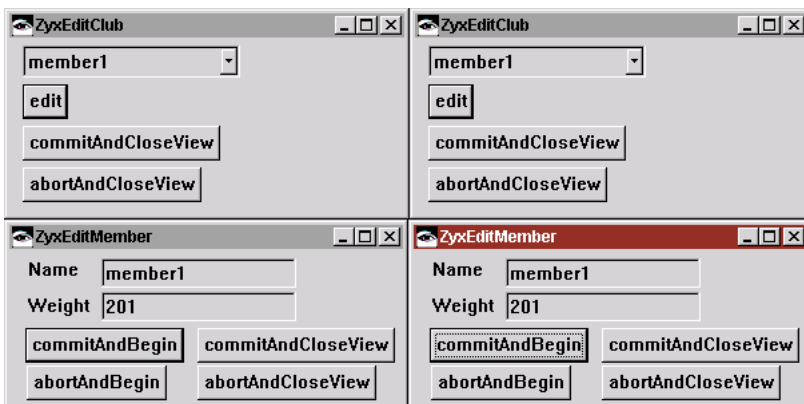 ZyxEditClub
member1
edit
commitAndCloseView
abortAndCloseView
ZyxEditClub
member1
edit
commitAndCloseView
abortAndCloseView
ZyxEditMember
Name member1
Weight 201
commitAndBegin commitAndCloseView
abortAndBegin abortAndCloseView
ZyxEditMember
Name member1
Weight 201
commitAndBegin commitAndCloseView
abortAndBegin abortAndCloseView